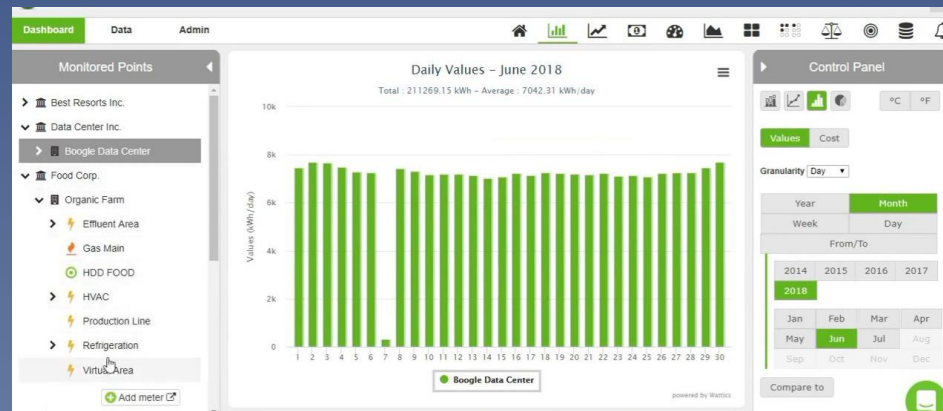 Dashboard Data Admin
Monitored Points
Best Resorts Inc.
Data Center Inc.
Boogle Data Center
Food Corp.
Organic Farm
Effluent Area
Gas Main
HDD FOOD
HVAC
Production Line
Refrigeration
Virtual Area
Add meter
Daily Values - June 2018
Total : 211269.15 kWh - Average : 7042.31 kWh/day
Values (kWh/day)
10k
8k
6k
4k
2k
0
1 2 3 4 5 6 7 8 9 10 11 12 13 14 15 16 17 18 19 20 21 22 23 24 25 26 27 28 29 30
Boogle Data Center
powered by Wattics
Control Panel
°C °F
Values Cost
Granularity Day
Year Month
Week Day
From/To
2014 2015 2016 2017
2018
Jan Feb Mar Apr
May Jun Jul Aug
Sep Oct Nov Dec
Compare to